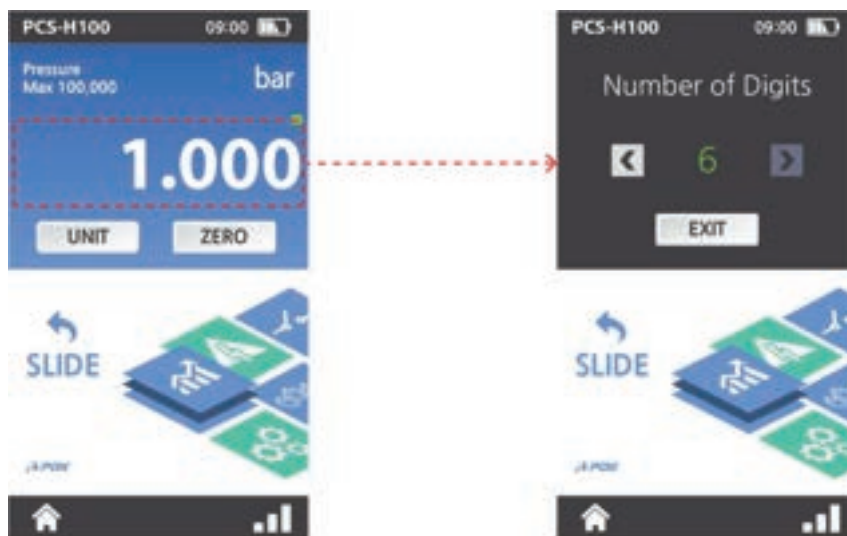 PCS-H100 09:00
Pressure
Max 100,000
bar
1.000
UNIT ZERO
SLIDE
PCS-H100 09:00
Number of Digits
6
EXIT
SLIDE